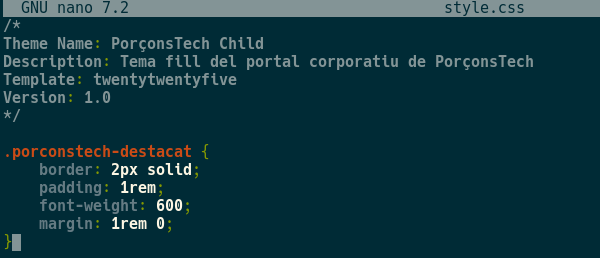 GNU nano 7.2 style.css
/*
Theme Name: PorçonsTech Child
Description: Tema fill del portal corporatiu de PorçonsTech
Template: twentytwentyfive
Version: 1.0
*/
.porconstech-destacat {
    border: 2px solid;
    padding: 1rem;
    font-weight: 600;
    margin: 1rem 0;
}